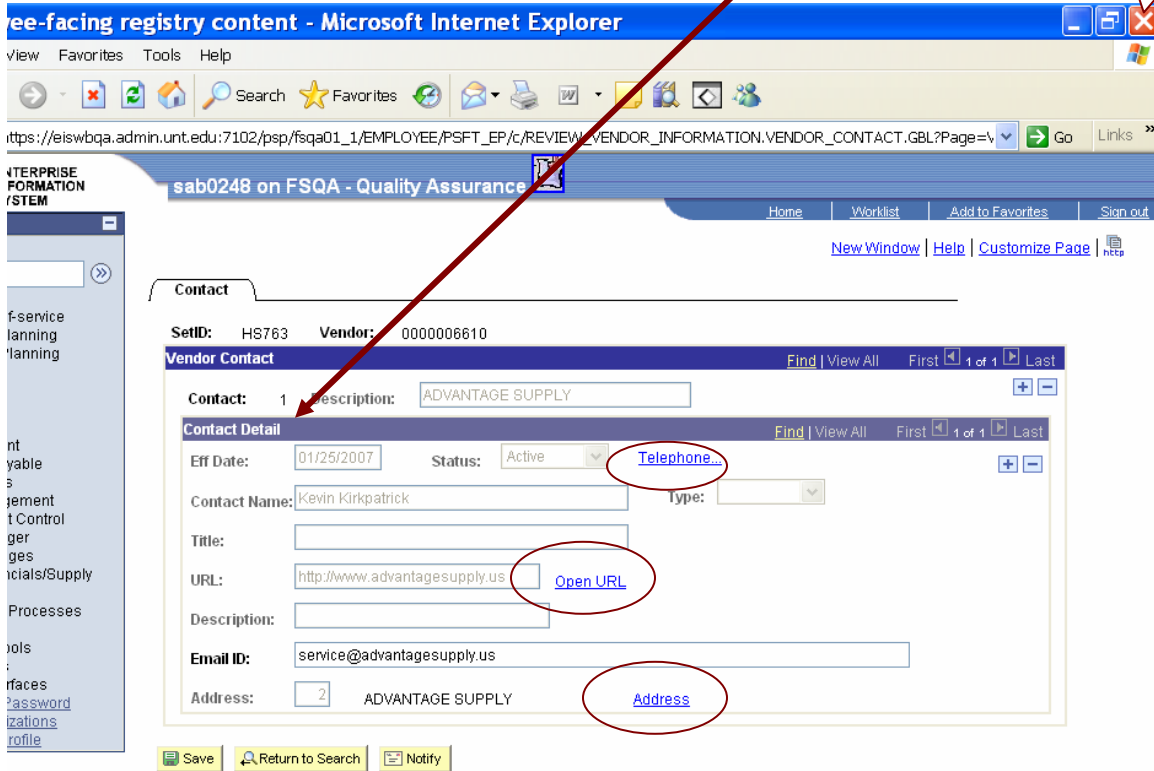 vee-facing registry content - Microsoft Internet Explorer
View Favorites Tools Help
Search Favorites
https://eiswbqa.admin.unt.edu:7102/psp/fsqa01_1/EMPLOYEE/PSFT_EP/c/REVIEW_VENDOR_INFORMATION.VENDOR_CONTACT.GBL?Page=V Go Links »
NTERPRISE
FORMATION
YSTEM
sab0248 on FSQA - Quality Assurance
Home Worklist Add to Favorites Sign out
New Window | Help | Customize Page | http
Contact
f-service
lanning
Planning
nt
yable
s
gement
t Control
ger
ges
ncials/Supply
Processes
ools
s
rfaces
Password
izations
rofile
SetID: HS763 Vendor: 0000006610
Vendor Contact Find | View All First 1 of 1 Last
Contact: 1 Description: ADVANTAGE SUPPLY
Contact Detail Find | View All First 1 of 1 Last
Eff Date: 01/25/2007 Status: Active Telephone...
Contact Name: Kevin Kirkpatrick Type:
Title:
URL: http://www.advantagesupply.us Open URL
Description:
Email ID: service@advantagesupply.us
Address: 2 ADVANTAGE SUPPLY Address
Save Return to Search Notify